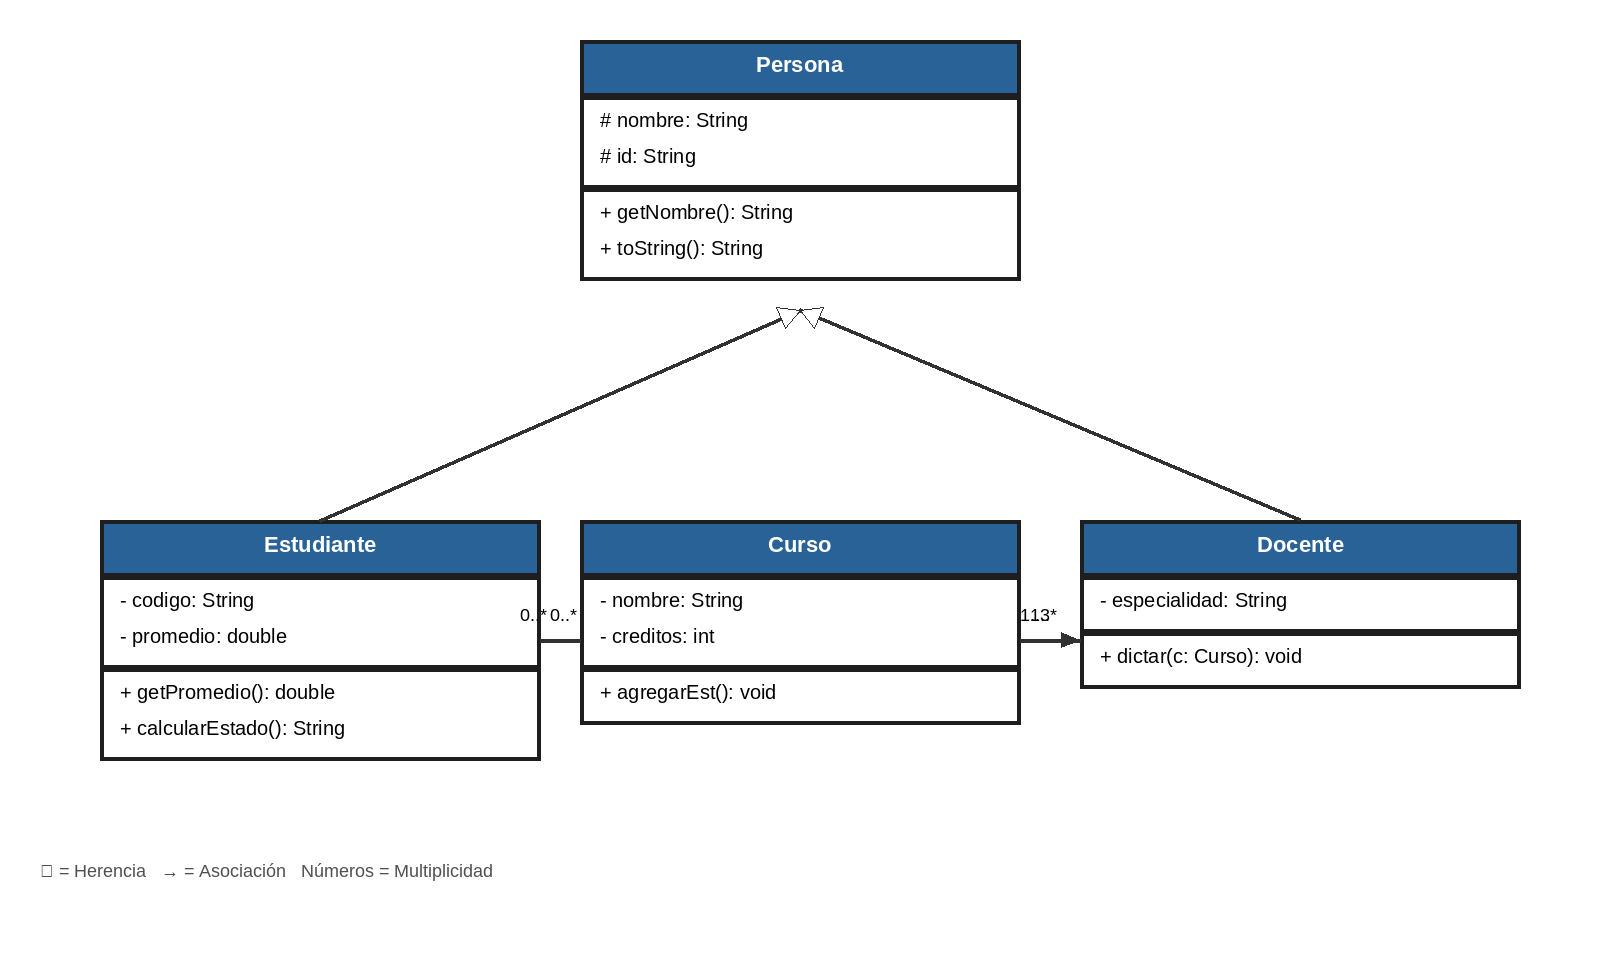 Persona
# nombre: String
# id: String
+ getNombre(): String
+ toString(): String
Estudiante
- codigo: String
- promedio: double
+ getPromedio(): double
+ calcularEstado(): String
0..* 0..*
Curso
- nombre: String
- creditos: int
+ agregarEst(): void
Docente
- especialidad: String
+ dictar(c: Curso): void
= Herencia → = Asociación Números = Multiplicidad